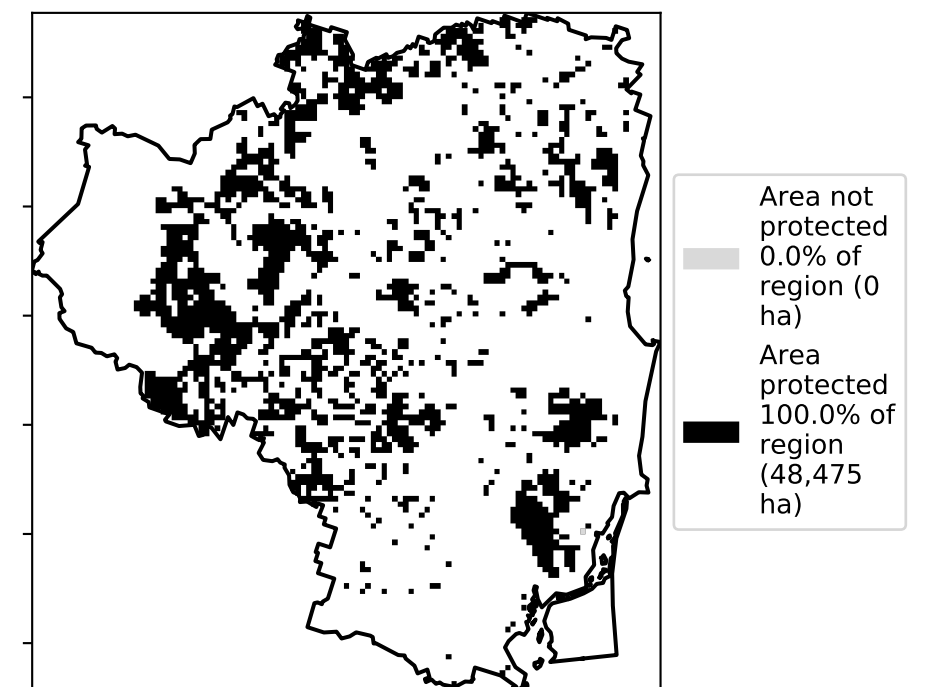 Area not
protected
0.0% of
region (0
ha)
Area
protected
100.0% of
region
(48,475
ha)